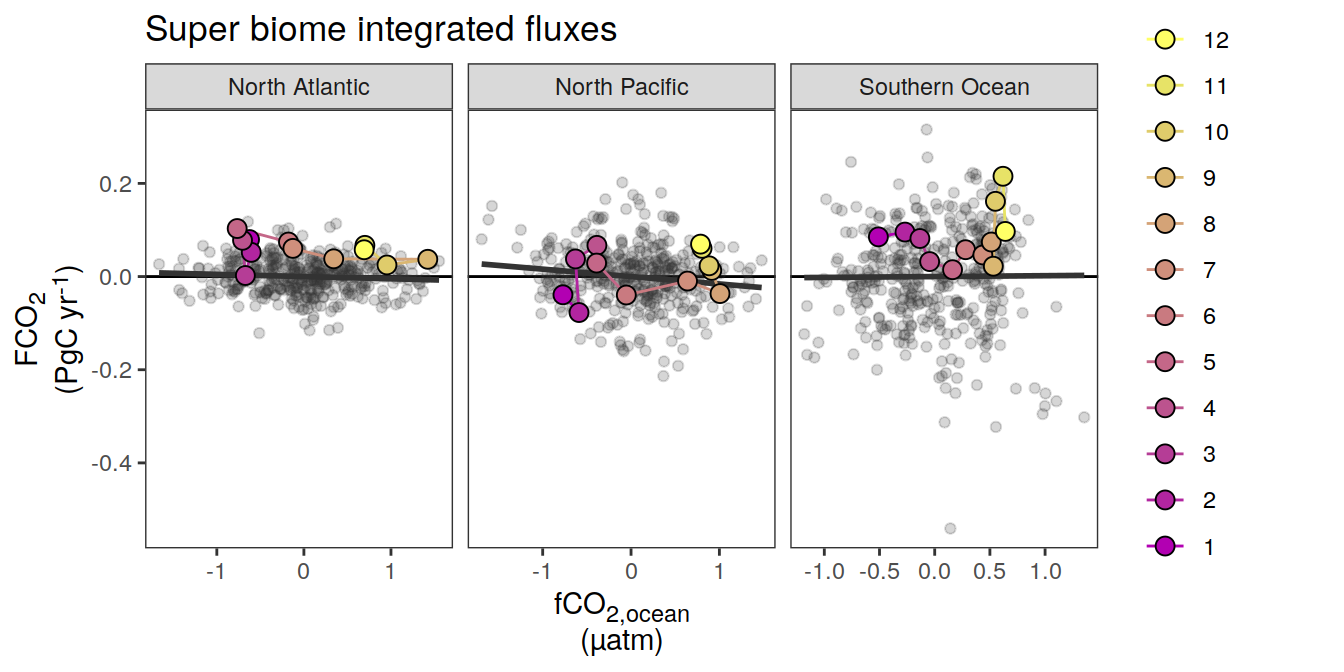 Super biome integrated fluxes
North Atlantic
North Pacific
Southern Ocean
FCO₂
(PgC yr⁻¹)
0.2
0.0
-0.2
-0.4
-1 0 1
-1 0 1
-1.0 -0.5 0.0 0.5 1.0
fCO₂,ocean
(µatm)
12
11
10
9
8
7
6
5
4
3
2
1